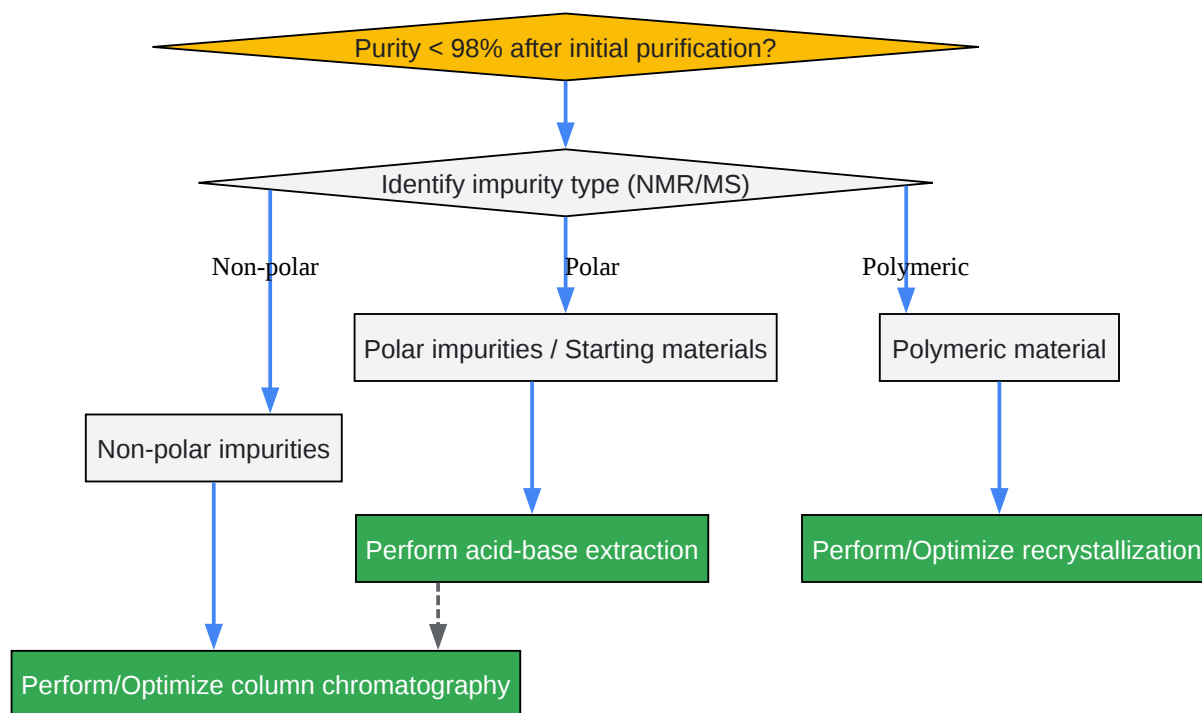 Purity < 98% after initial purification?
Identify impurity type (NMR/MS)
Non-polar
Polar
Polymeric
Polar impurities / Starting materials
Polymeric material
Non-polar impurities
Perform acid-base extraction
Perform/Optimize recrystallization
Perform/Optimize column chromatography